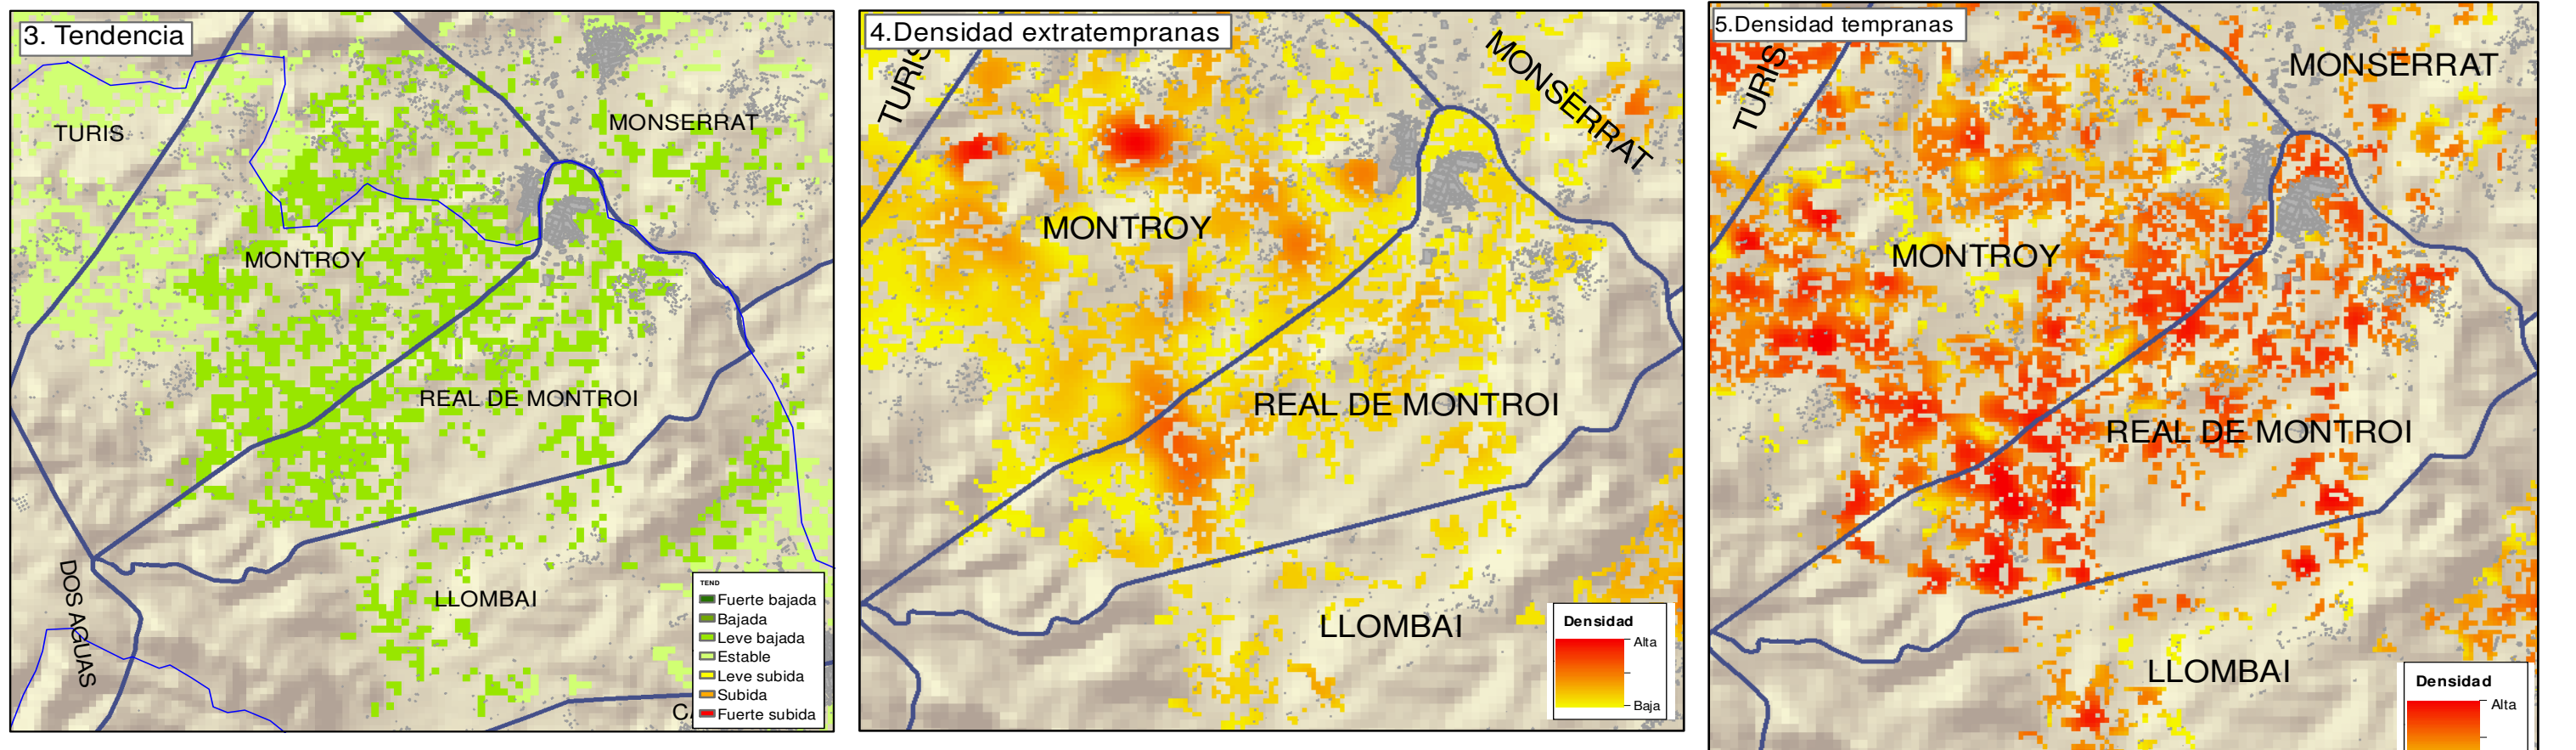 3. Tendencia
TURIS
MONSERRAT
MONTROY
REAL DE MONTROI
DOS AGUAS
LLOMBAI
TEND
Fuerte bajada
Bajada
Leve bajada
Estable
Leve subida
Subida
Fuerte subida
4.Densidad extratempranas
TURIS
MONSERRAT
MONTROY
REAL DE MONTROI
LLOMBAI
Densidad
Alta
Baja
5.Densidad tempranas
TURIS
MONSERRAT
MONTROY
REAL DE MONTROI
LLOMBAI
Densidad
Alta